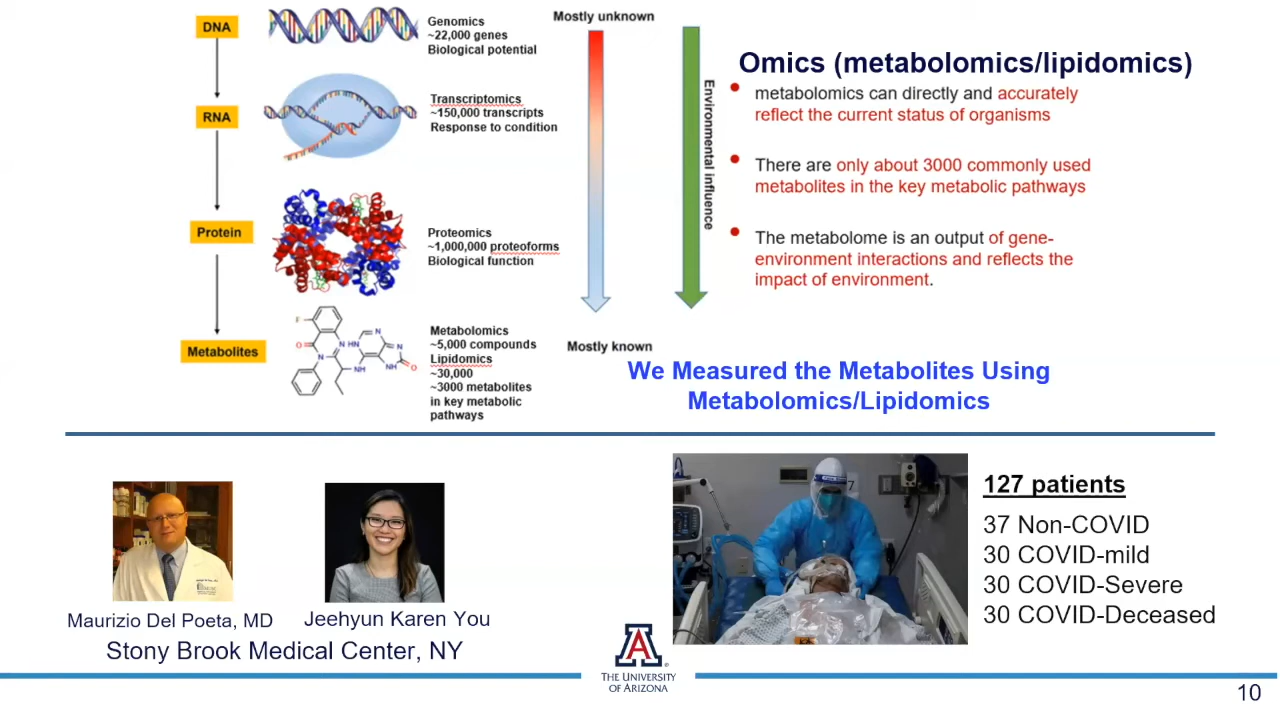 DNA
Genomics
~22,000 genes
Biological potential
RNA
Transcriptomics
~150,000 transcripts
Response to condition
Protein
Proteomics
~1,000,000 proteoforms
Biological function
Metabolites
F
O
N
N
HN
N
N
N
NH
NH
O
Metabolomics
~5,000 compounds
Lipidomics
~30,000
~3000 metabolites
in key metabolic
pathways
Mostly unknown
Mostly known
Environmental influence
Omics (metabolomics/lipidomics)
• metabolomics can directly and accurately
reflect the current status of organisms
• There are only about 3000 commonly used
metabolites in the key metabolic pathways
• The metabolome is an output of gene-
environment interactions and reflects the
impact of environment.
We Measured the Metabolites Using
Metabolomics/Lipidomics
Maurizio Del Poeta, MD
Jeehyun Karen You
Stony Brook Medical Center, NY
127 patients
37 Non-COVID
30 COVID-mild
30 COVID-Severe
30 COVID-Deceased
A
THE UNIVERSITY
OF ARIZONA
10